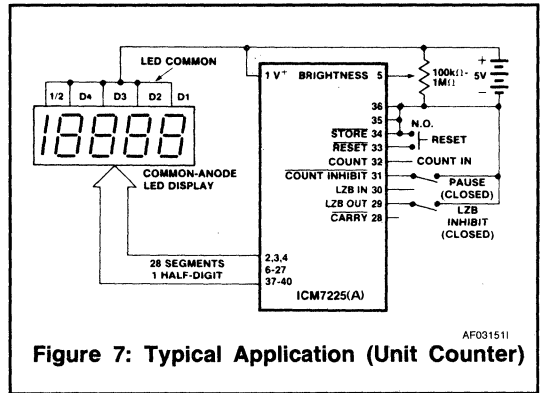 LED COMMON
1/2 D4 D3 D2 D1
18888
COMMON-ANODE
LED DISPLAY
28 SEGMENTS
1 HALF-DIGIT
1 V+ BRIGHTNESS 5
36
35
STORE 34
RESET 33
COUNT 32
COUNT INHIBIT 31
LZB IN 30
LZB OUT 29
CARRY 28
2,3,4
6-27
37-40
ICM7225(A)
100kΩ-
1MΩ
+
5V
−
N.O.
RESET
COUNT IN
PAUSE
(CLOSED)
LZB
INHIBIT
(CLOSED)
AF03151I
Figure 7: Typical Application (Unit Counter)